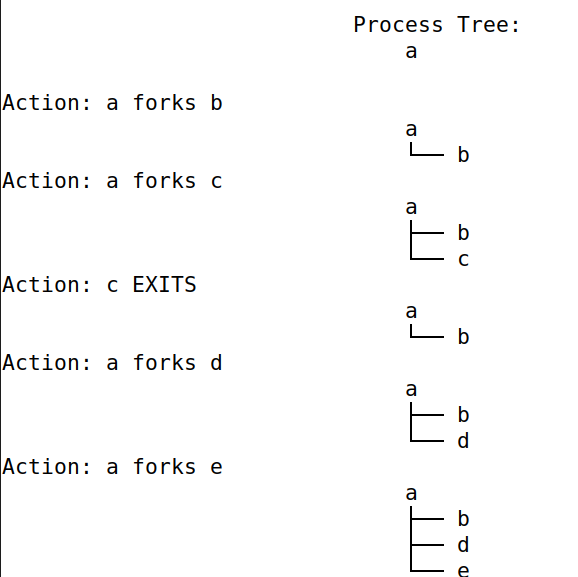 Process Tree:
a
Action: a forks b
a
b
Action: a forks c
a
b
c
Action: c EXITS
a
b
Action: a forks d
a
b
d
Action: a forks e
a
b
d
e